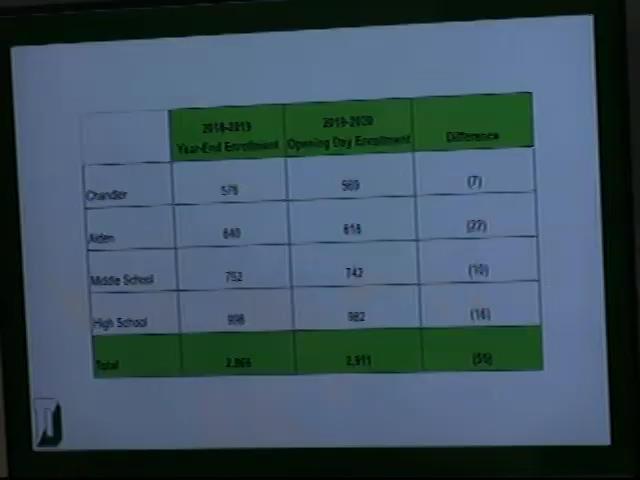 2018-2019
Year-End Enrollment
2019-2020
Opening Day Enrollment
Difference
Chandler 576 569 (7)
Alden 640 618 (22)
Middle School 752 742 (10)
High School 998 982 (16)
Total 2,966 2,911 (55)